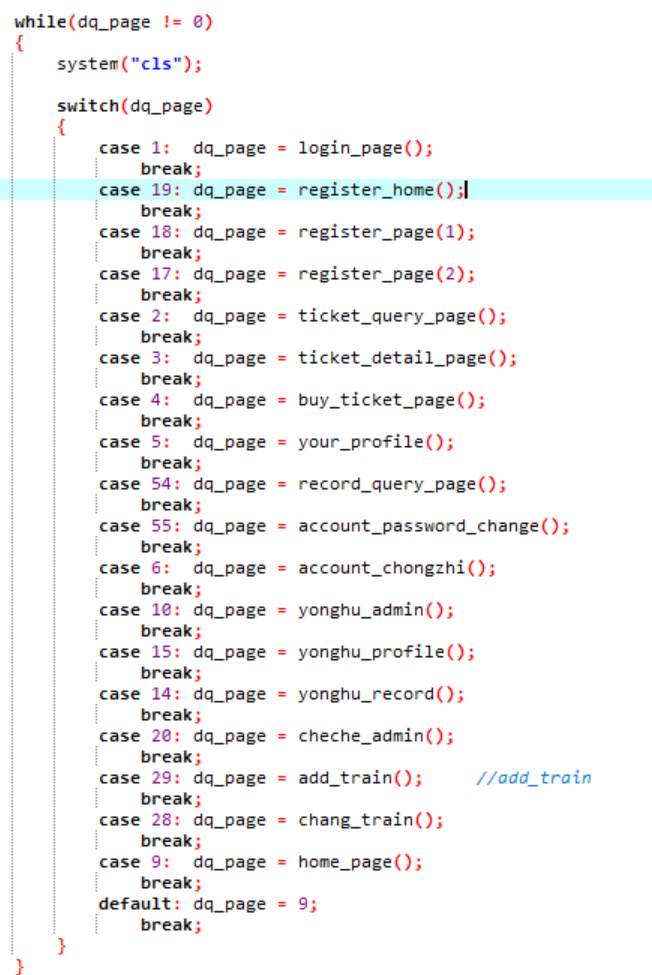 while(dq_page != 0)
{
    system("cls");
    switch(dq_page)
    {
        case 1:  dq_page = login_page();
            break;
        case 19: dq_page = register_home();
            break;
        case 18: dq_page = register_page(1);
            break;
        case 17: dq_page = register_page(2);
            break;
        case 2:  dq_page = ticket_query_page();
            break;
        case 3:  dq_page = ticket_detail_page();
            break;
        case 4:  dq_page = buy_ticket_page();
            break;
        case 5:  dq_page = your_profile();
            break;
        case 54: dq_page = record_query_page();
            break;
        case 55: dq_page = account_password_change();
            break;
        case 6:  dq_page = account_chongzhi();
            break;
        case 10: dq_page = yonghu_admin();
            break;
        case 15: dq_page = yonghu_profile();
            break;
        case 14: dq_page = yonghu_record();
            break;
        case 20: dq_page = cheche_admin();
            break;
        case 29: dq_page = add_train();     //add_train
            break;
        case 28: dq_page = chang_train();
            break;
        case 9:  dq_page = home_page();
            break;
        default: dq_page = 9;
            break;
    }
}